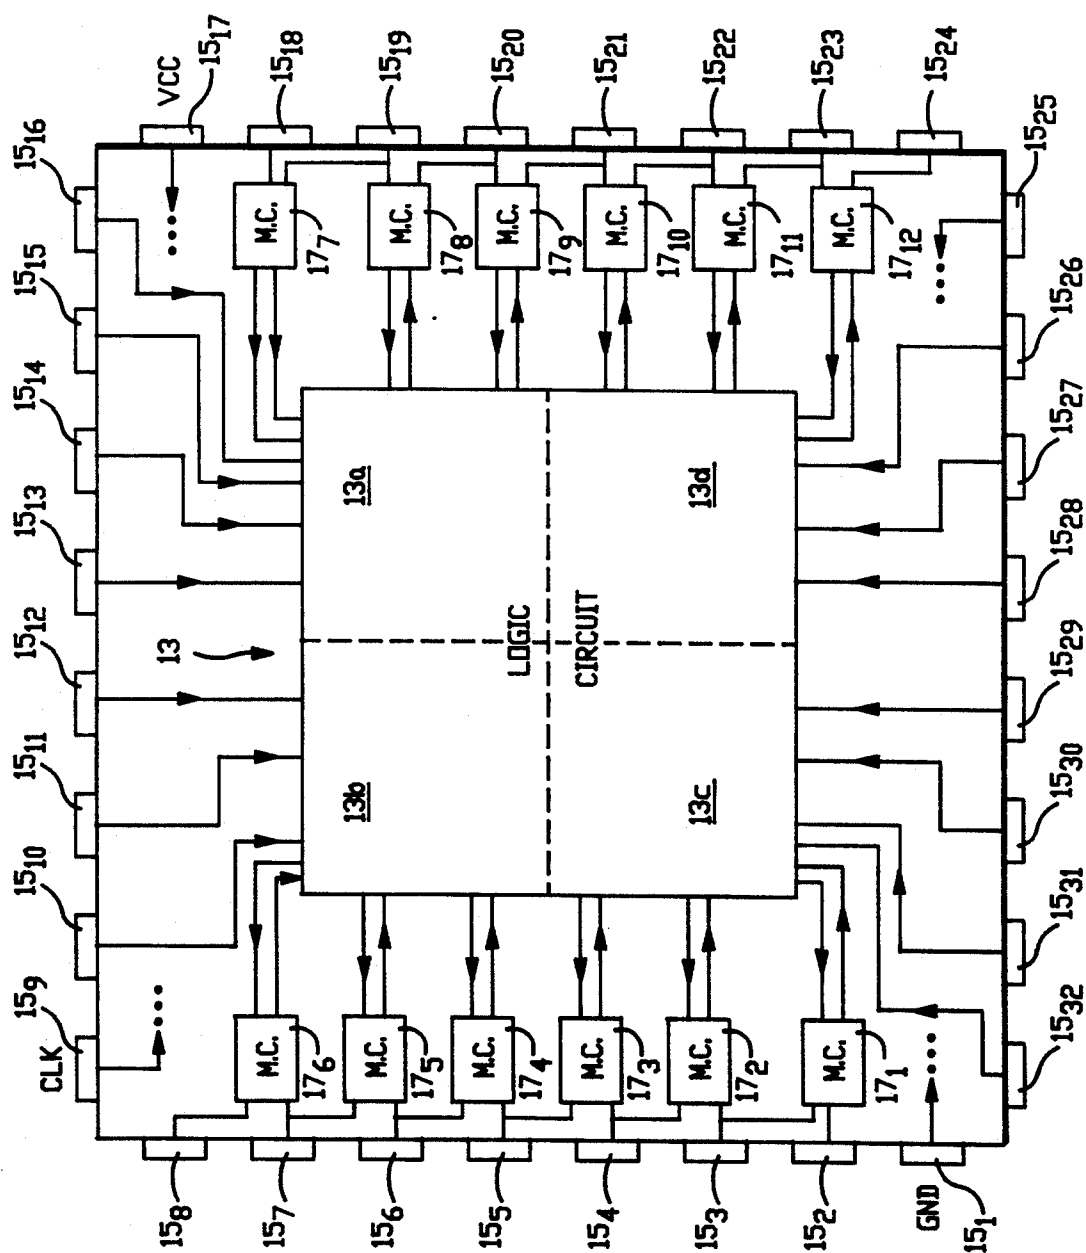 VCC
15₁₇
15₁₈
15₁₉
15₂₀
15₂₁
15₂₂
15₂₃
15₂₄
15₁₆
15₁₅
15₁₄
15₁₃
15₁₂
15₁₁
15₁₀
15₉
CLK
15₂₅
15₂₆
15₂₇
15₂₈
15₂₉
15₃₀
15₃₁
15₃₂
M.C.
17₇
M.C.
17₈
M.C.
17₉
M.C.
17₁₀
M.C.
17₁₁
M.C.
17₁₂
13
13a
13d
LOGIC
CIRCUIT
13b
13c
M.C.
17₆
M.C.
17₅
M.C.
17₄
M.C.
17₃
M.C.
17₂
M.C.
17₁
15₈
15₇
15₆
15₅
15₄
15₃
15₂
GND
15₁